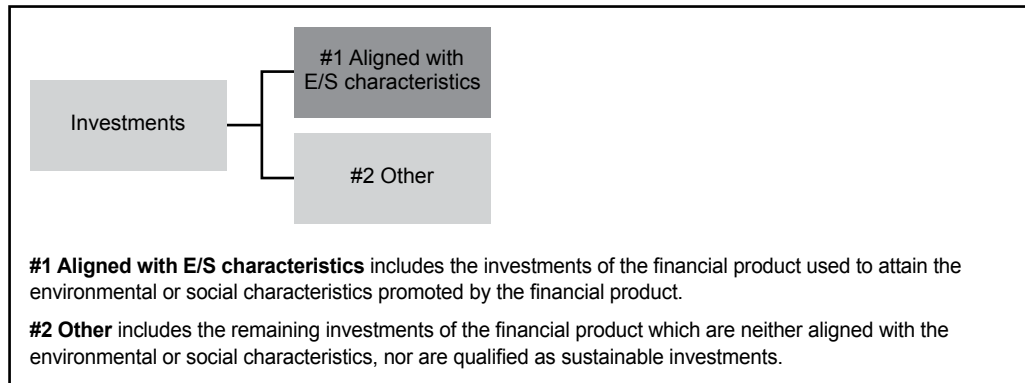 #1 Aligned with
E/S characteristics
Investments
#2 Other
#1 Aligned with E/S characteristics includes the investments of the financial product used to attain the
environmental or social characteristics promoted by the financial product.
#2 Other includes the remaining investments of the financial product which are neither aligned with the
environmental or social characteristics, nor are qualified as sustainable investments.